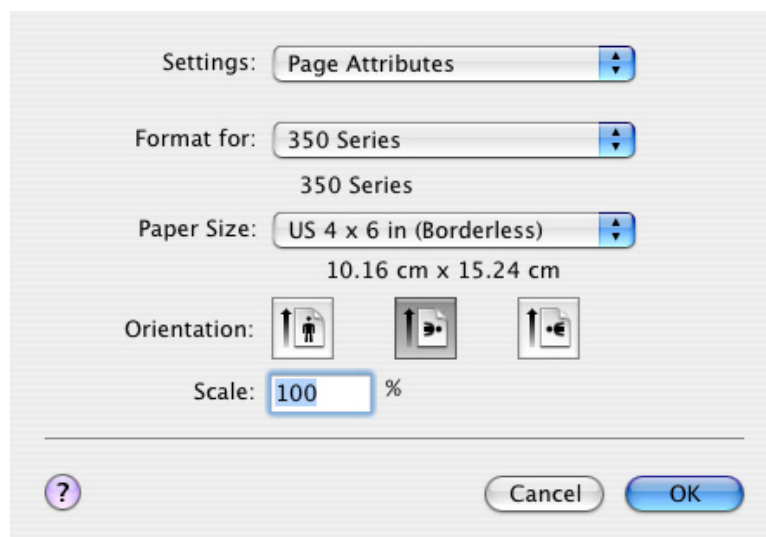 Settings: Page Attributes
Format for: 350 Series
350 Series
Paper Size: US 4 x 6 in (Borderless)
10.16 cm x 15.24 cm
Orientation:
Scale: 100 %
? Cancel OK